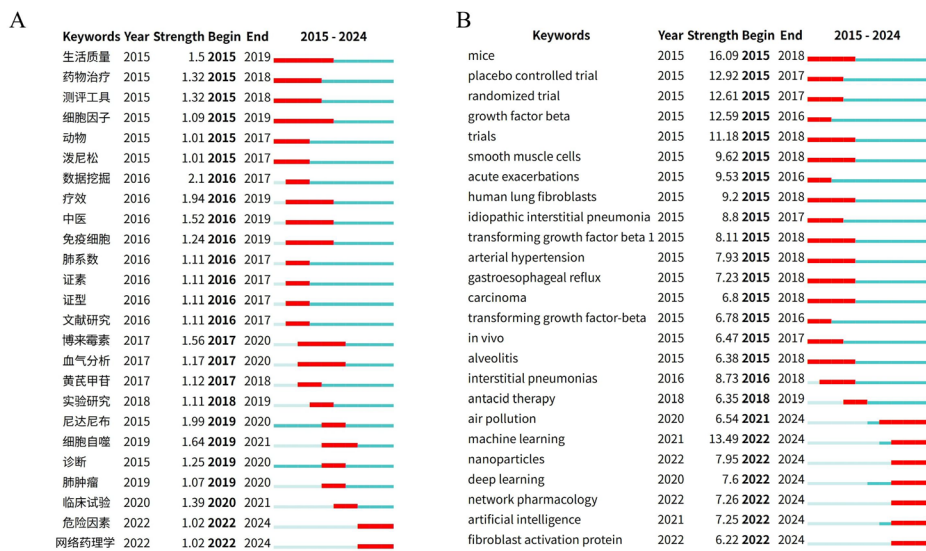 A
Keywords Year Strength Begin End 2015 - 2024
生活质量 2015 1.5 2015 2019
药物治疗 2015 1.32 2015 2018
测评工具 2015 1.32 2015 2018
细胞因子 2015 1.09 2015 2019
动物 2015 1.01 2015 2017
泼尼松 2015 1.01 2015 2017
数据挖掘 2016 2.1 2016 2017
疗效 2016 1.94 2016 2019
中医 2016 1.52 2016 2019
免疫细胞 2016 1.24 2016 2019
肺系数 2016 1.11 2016 2017
证素 2016 1.11 2016 2017
证型 2016 1.11 2016 2017
文献研究 2016 1.11 2016 2017
博来霉素 2017 1.56 2017 2020
血气分析 2017 1.17 2017 2020
黄芪甲苷 2017 1.12 2017 2018
实验研究 2018 1.11 2018 2019
尼达尼布 2015 1.99 2019 2020
细胞自噬 2019 1.64 2019 2021
诊断 2015 1.25 2019 2020
肺肿瘤 2019 1.07 2019 2020
临床试验 2020 1.39 2020 2021
危险因素 2022 1.02 2022 2024
网络药理学 2022 1.02 2022 2024
B
Keywords Year Strength Begin End 2015 - 2024
mice 2015 16.09 2015 2018
placebo controlled trial 2015 12.92 2015 2017
randomized trial 2015 12.61 2015 2017
growth factor beta 2015 12.59 2015 2016
trials 2015 11.18 2015 2018
smooth muscle cells 2015 9.62 2015 2018
acute exacerbations 2015 9.53 2015 2016
human lung fibroblasts 2015 9.2 2015 2018
idiopathic interstitial pneumonia 2015 8.8 2015 2017
transforming growth factor beta 1 2015 8.11 2015 2018
arterial hypertension 2015 7.93 2015 2018
gastroesophageal reflux 2015 7.23 2015 2018
carcinoma 2015 6.8 2015 2018
transforming growth factor-beta 2015 6.78 2015 2016
in vivo 2015 6.47 2015 2017
alveolitis 2015 6.38 2015 2018
interstitial pneumonias 2016 8.73 2016 2018
antacid therapy 2018 6.35 2018 2019
air pollution 2020 6.54 2021 2024
machine learning 2021 13.49 2022 2024
nanoparticles 2022 7.95 2022 2024
deep learning 2020 7.6 2022 2024
network pharmacology 2022 7.26 2022 2024
artificial intelligence 2021 7.25 2022 2024
fibroblast activation protein 2022 6.22 2022 2024